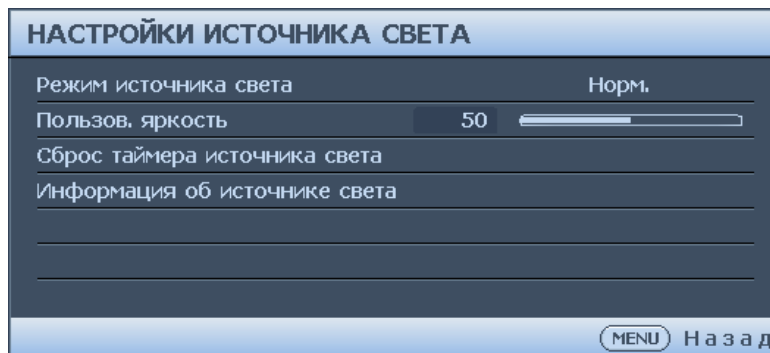 НАСТРОЙКИ ИСТОЧНИКА СВЕТА
Режим источника света Норм.
Пользов. яркость 50
Сброс таймера источника света
Информация об источнике света
MENU Назад